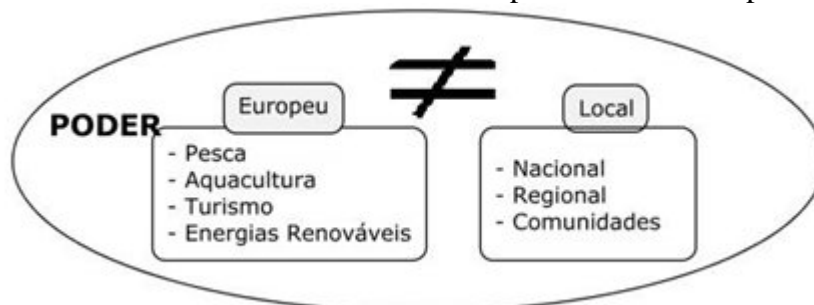 ≠
PODER
Europeu
- Pesca
- Aquacultura
- Turismo
- Energias Renováveis
Local
- Nacional
- Regional
- Comunidades